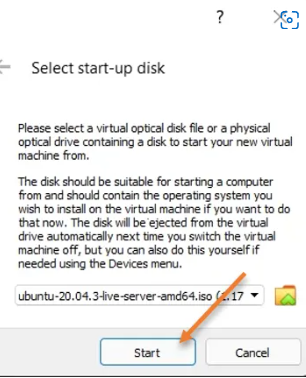 ?
Select start-up disk
Please select a virtual optical disk file or a physical
optical drive containing a disk to start your new virtual
machine from.
The disk should be suitable for starting a computer
from and should contain the operating system you
wish to install on the virtual machine if you want to do
that now. The disk will be ejected from the virtual
drive automatically next time you switch the virtual
machine off, but you can also do this yourself if
needed using the Devices menu.
ubuntu-20.04.3-live-server-amd64.iso
Start Cancel